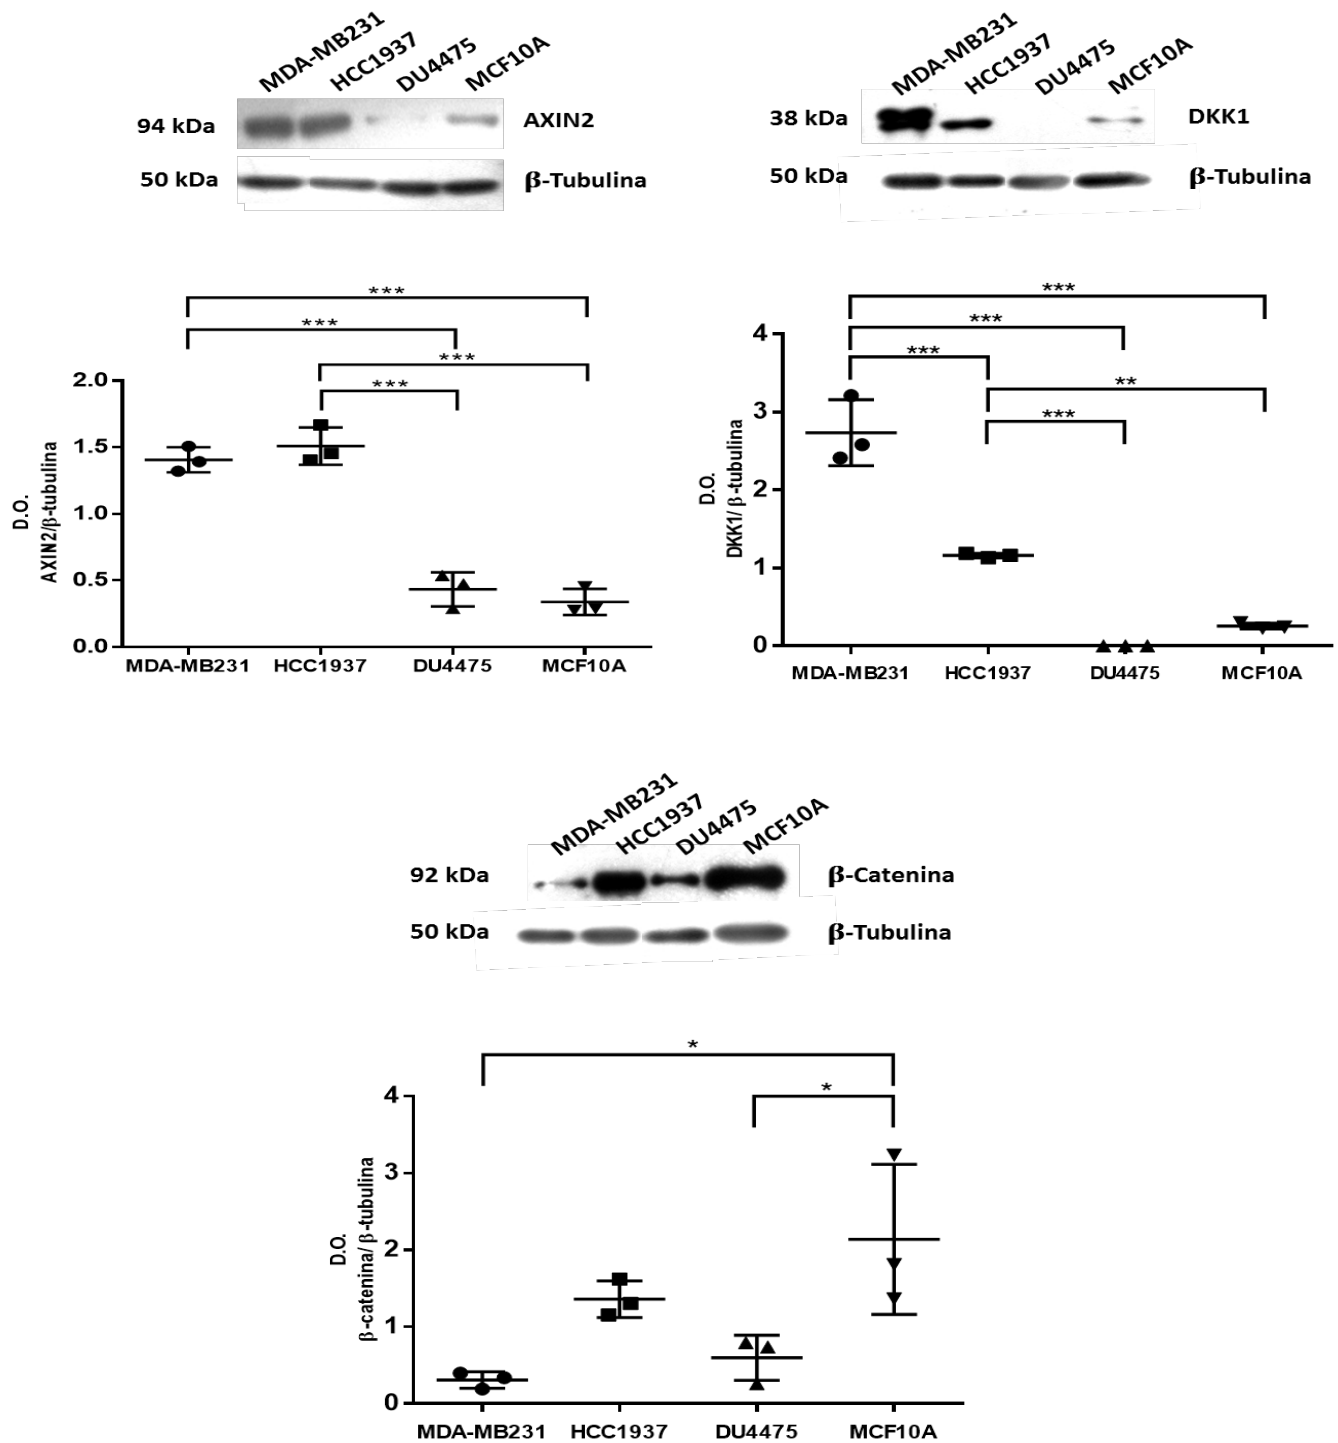 MDA-MB231
HCC1937
DU4475
MCF10A
94 kDa
AXIN2
50 kDa
β-Tubulina
MDA-MB231
HCC1937
DU4475
MCF10A
38 kDa
DKK1
50 kDa
β-Tubulina
***
***
***
***
2.0
1.5
1.0
0.5
0.0
D.O.
AXIN2/β-tubulina
MDA-MB231
HCC1937
DU4475
MCF10A
***
***
***
**
***
4
3
2
1
0
D.O.
DKK1/ β-tubulina
MDA-MB231
HCC1937
DU4475
MCF10A
MDA-MB231
HCC1937
DU4475
MCF10A
92 kDa
β-Catenina
50 kDa
β-Tubulina
*
*
4
3
2
1
0
D.O.
β-catenina/ β-tubulina
MDA-MB231
HCC1937
DU4475
MCF10A